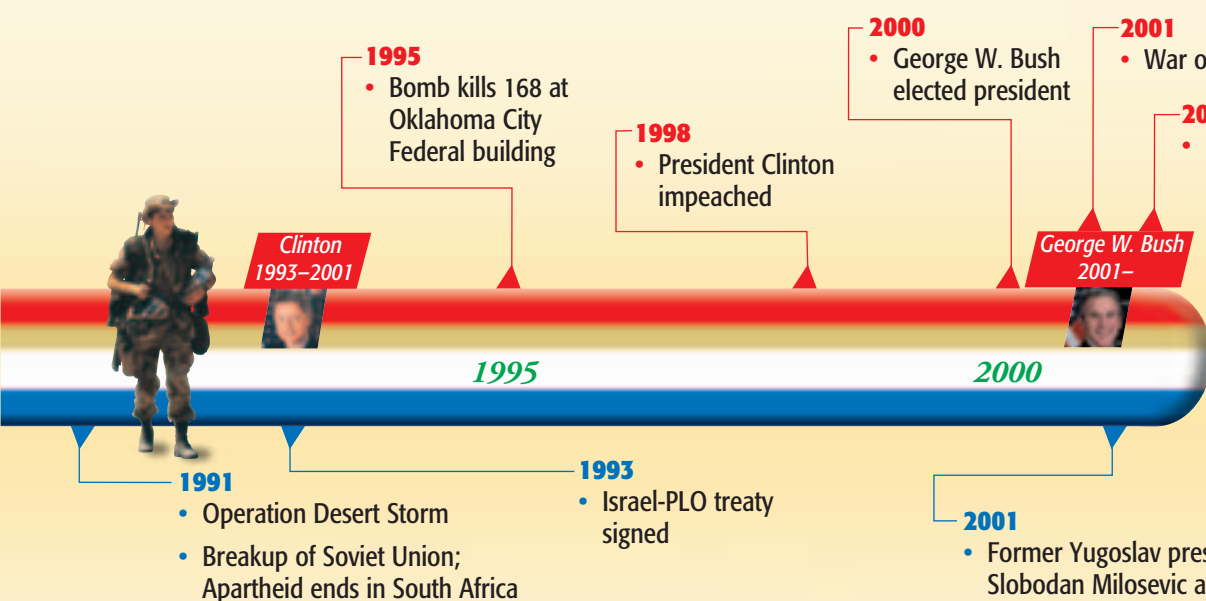 1995
• Bomb kills 168 at
Oklahoma City
Federal building
1998
• President Clinton
impeached
2000
• George W. Bush
elected president
2001
• War
•
Clinton
1993–2001
George W. Bush
2001–
1995
2000
1991
• Operation Desert Storm
• Breakup of Soviet Union;
Apartheid ends in South Africa
1993
• Israel-PLO treaty
signed
2001
• Former Yugoslav
Slobodan Milosevic